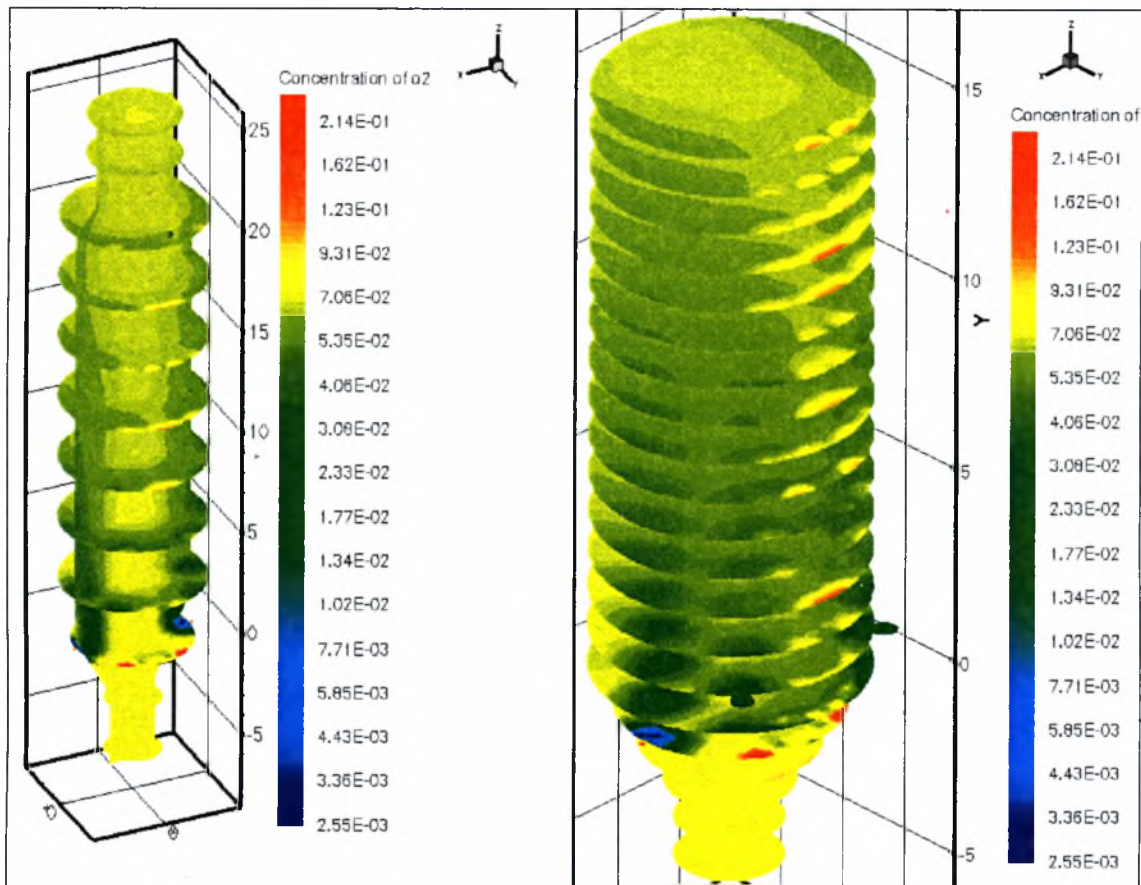 Concentration of o2
2.14E-01
1.62E-01
1.23E-01
9.31E-02
7.06E-02
5.35E-02
4.06E-02
3.08E-02
2.33E-02
1.77E-02
1.34E-02
1.02E-02
7.71E-03
5.85E-03
4.43E-03
3.36E-03
2.55E-03
z
x
Y
25
20
15
10
5
0
-5
z
x
Y
Concentration of
2.14E-01
1.62E-01
1.23E-01
9.31E-02
7.06E-02
5.35E-02
4.06E-02
3.08E-02
2.33E-02
1.77E-02
1.34E-02
1.02E-02
7.71E-03
5.85E-03
4.43E-03
3.36E-03
2.55E-03
15
10
Y
5
0
-5